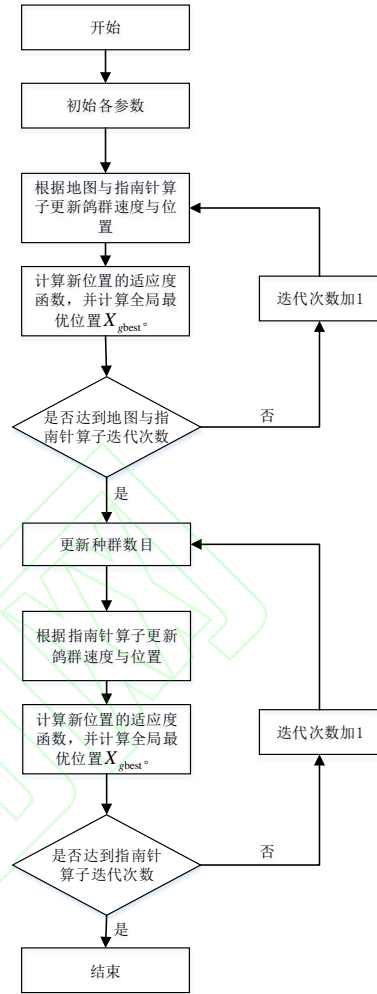 开始
初始各参数
根据地图与指南针算
子更新鸽群速度与位
置
计算新位置的适应度
函数，并计算全局最
优位置X_gbest。
迭代次数加1
是否达到地图与指
南针算子迭代次数
否
是
更新种群数目
根据指南针算子更新
鸽群速度与位置
计算新位置的适应度
函数，并计算全局最
优位置X_gbest。
迭代次数加1
是否达到指南针
算子迭代次数
否
是
结束